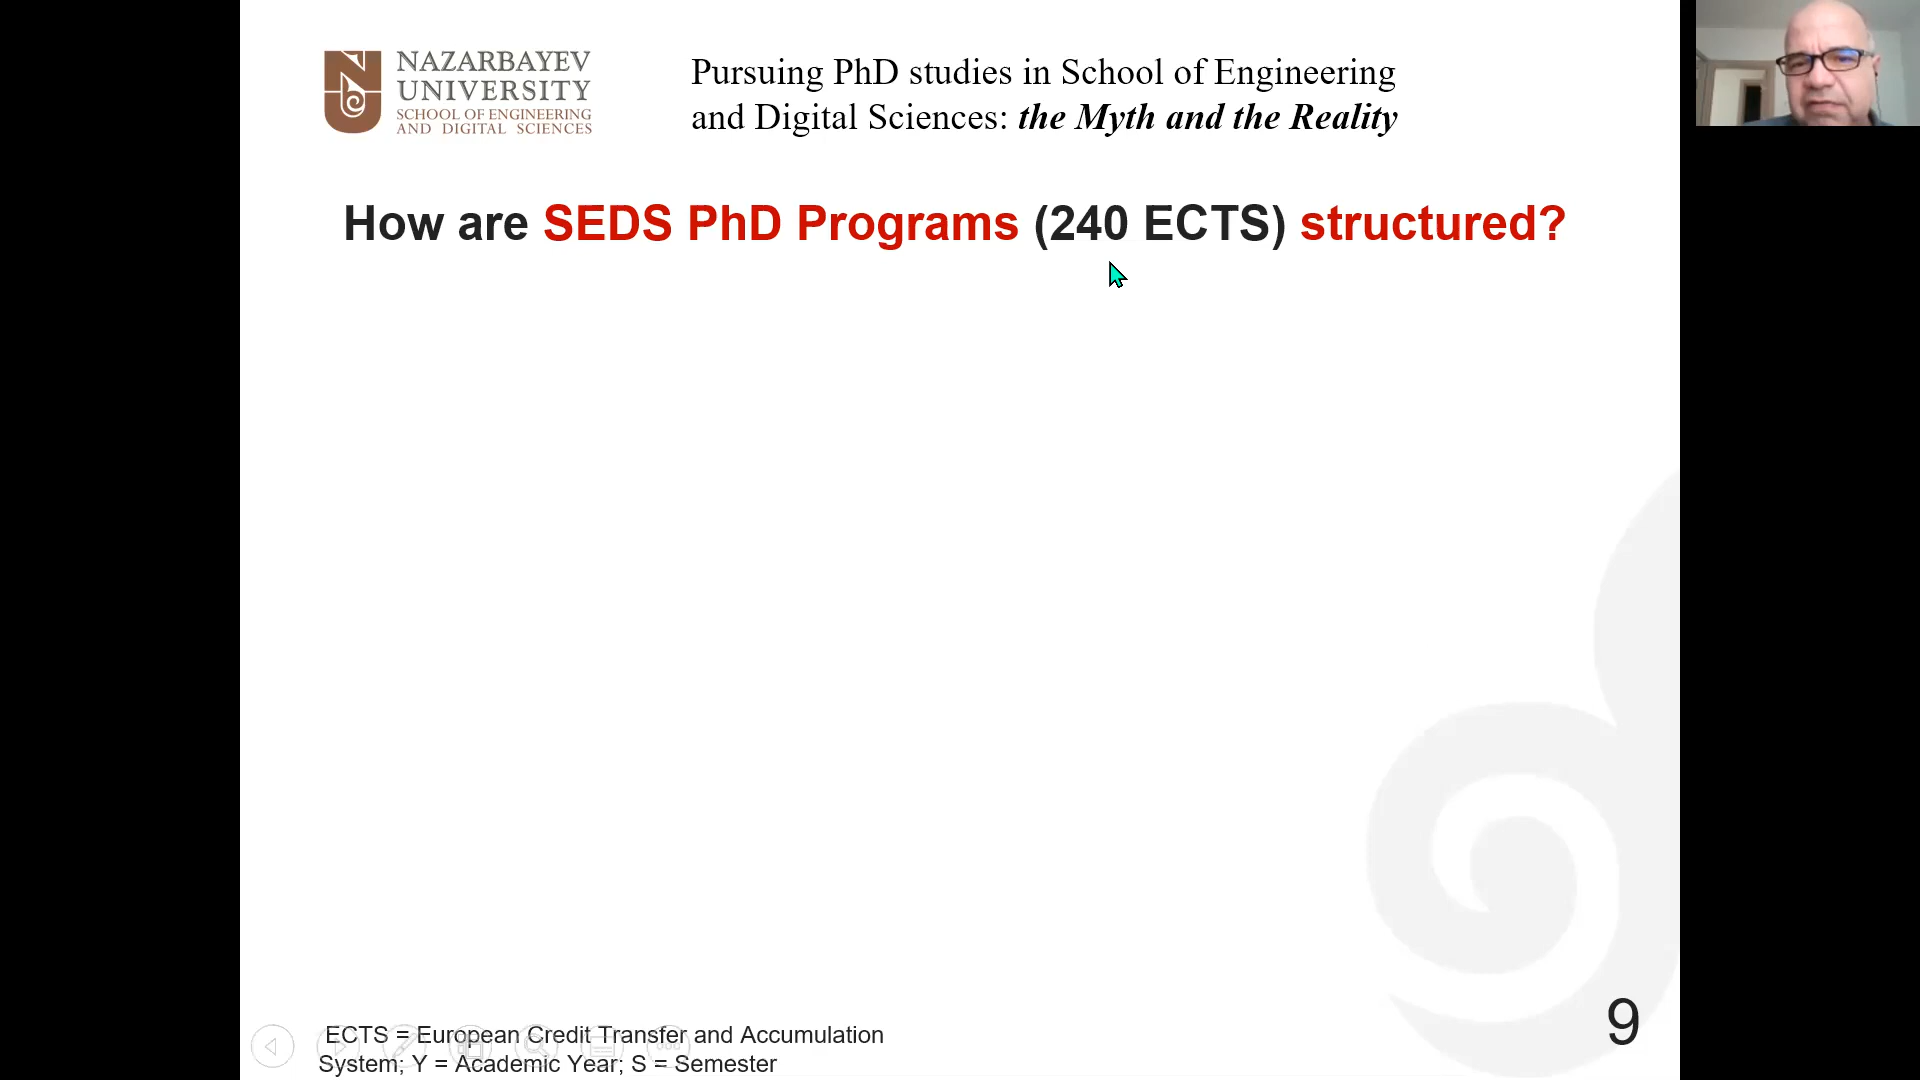 NAZARBAYEV
UNIVERSITY
SCHOOL OF ENGINEERING
AND DIGITAL SCIENCES
Pursuing PhD studies in School of Engineering
and Digital Sciences: the Myth and the Reality
How are SEDS PhD Programs (240 ECTS) structured?
ECTS = European Credit Transfer and Accumulation
System; Y = Academic Year; S = Semester
9